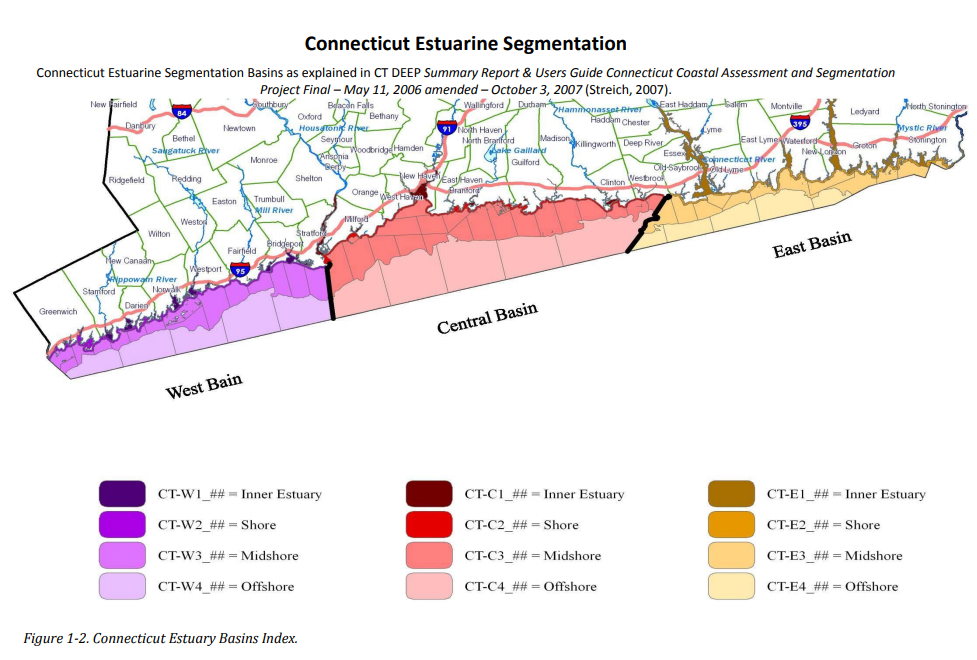 Connecticut Estuarine Segmentation
Connecticut Estuarine Segmentation Basins as explained in CT DEEP Summary Report & Users Guide Connecticut Coastal Assessment and Segmentation
Project Final – May 11, 2006 amended – October 3, 2007 (Streich, 2007).
New Fairfield
84
Southbury
Beacon Falls
Wallingford
Durham
Hammonasset River
East Haddam
Salem
Montville
Ledyard
North Stonington
Danbury
Bethel
Newtown
Oxford
Housatonic River
Bethany
91
North Haven
Haddam
Chester
395
Mystic River
Saugatuck River
Monroe
Seymour
Woodbridge
Hamden
North Branford
Lake Gaillard
Madison
Killingworth
Deep River
Lyme
East Lyme
Waterford
Groton
Stonington
Ansonia
Derby
Guilford
Essex
Connecticut River
New London
Ridgefield
Redding
Shelton
New Haven
East Haven
Westbrook
Old Saybrook
Old Lyme
Easton
Trumbull
Orange
West Haven
Branford
Clinton
Mill River
Weston
Milford
Wilton
Stratford
Fairfield
Bridgeport
New Canaan
Westport
95
Rippowam River
Stamford
Norwalk
Darien
Greenwich
East Basin
Central Basin
West Bain
CT-W1_## = Inner Estuary
CT-C1_## = Inner Estuary
CT-E1_## = Inner Estuary
CT-W2_## = Shore
CT-C2_## = Shore
CT-E2_## = Shore
CT-W3_## = Midshore
CT-C3_## = Midshore
CT-E3_## = Midshore
CT-W4_## = Offshore
CT-C4_## = Offshore
CT-E4_## = Offshore
Figure 1-2. Connecticut Estuary Basins Index.